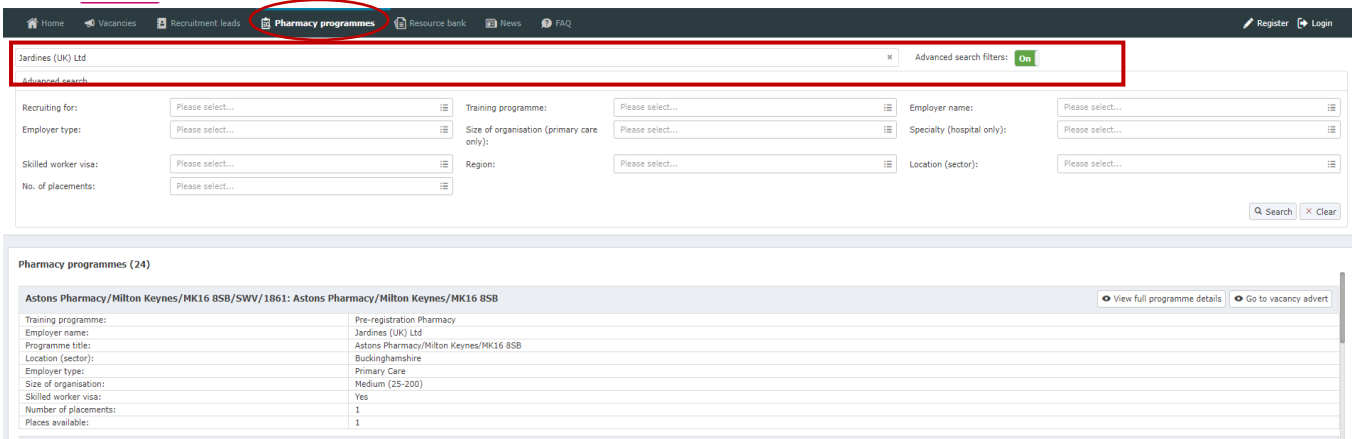 Home Vacancies Recruitment leads Pharmacy programmes Resource bank News FAQ Register Login
Jardines (UK) Ltd × Advanced search filters: On
Advanced search
Recruiting for: Please select... Training programme: Please select... Employer name: Please select...
Employer type: Please select... Size of organisation (primary care only): Please select... Specialty (hospital only): Please select...
Skilled worker visa: Please select... Region: Please select... Location (sector): Please select...
No. of placements: Please select...
Search × Clear
Pharmacy programmes (24)
Astons Pharmacy/Milton Keynes/MK16 8SB/SWV/1861: Astons Pharmacy/Milton Keynes/MK16 8SB View full programme details Go to vacancy advert
Training programme: Pre-registration Pharmacy
Employer name: Jardines (UK) Ltd
Programme title: Astons Pharmacy/Milton Keynes/MK16 8SB
Location (sector): Buckinghamshire
Employer type: Primary Care
Size of organisation: Medium (25-200)
Skilled worker visa: Yes
Number of placements: 1
Places available: 1